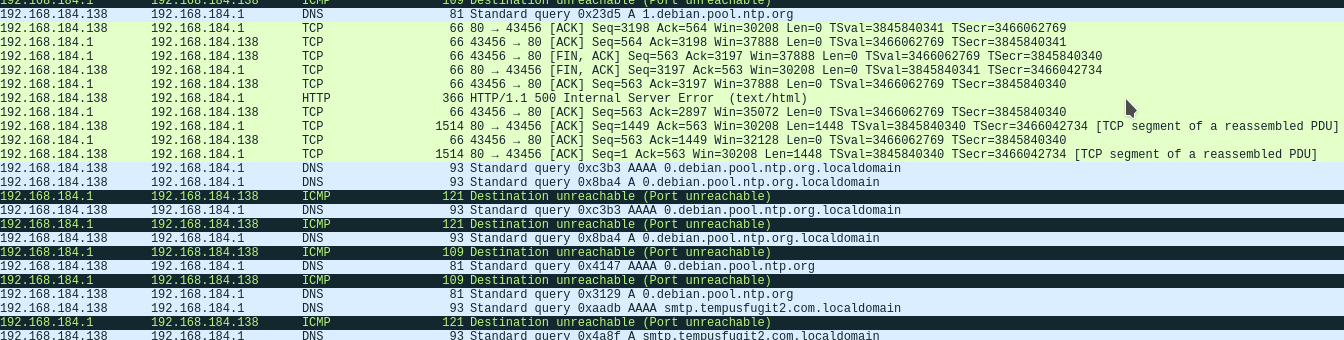 192.168.184.1 192.168.184.138 ICMP 109 Destination unreachable (Port unreachable)
192.168.184.138 192.168.184.1 DNS 81 Standard query 0x23d5 A 1.debian.pool.ntp.org
192.168.184.138 192.168.184.1 TCP 66 80 → 43456 [ACK] Seq=3198 Ack=564 Win=30208 Len=0 TSval=3845840341 TSecr=3466062769
192.168.184.1 192.168.184.138 TCP 66 43456 → 80 [ACK] Seq=564 Ack=3198 Win=37888 Len=0 TSval=3466062769 TSecr=3845840341
192.168.184.1 192.168.184.138 TCP 66 43456 → 80 [FIN, ACK] Seq=563 Ack=3197 Win=37888 Len=0 TSval=3466062769 TSecr=3845840340
192.168.184.138 192.168.184.1 TCP 66 80 → 43456 [FIN, ACK] Seq=3197 Ack=563 Win=30208 Len=0 TSval=3845840341 TSecr=3466042734
192.168.184.1 192.168.184.138 TCP 66 43456 → 80 [ACK] Seq=563 Ack=3197 Win=37888 Len=0 TSval=3466062769 TSecr=3845840340
192.168.184.138 192.168.184.1 HTTP 366 HTTP/1.1 500 Internal Server Error (text/html)
192.168.184.1 192.168.184.138 TCP 66 43456 → 80 [ACK] Seq=563 Ack=2897 Win=35072 Len=0 TSval=3466062769 TSecr=3845840340
192.168.184.138 192.168.184.1 TCP 1514 80 → 43456 [ACK] Seq=1449 Ack=563 Win=30208 Len=1448 TSval=3845840340 TSecr=3466042734 [TCP segment of a reassembled PDU]
192.168.184.1 192.168.184.138 TCP 66 43456 → 80 [ACK] Seq=563 Ack=1449 Win=32128 Len=0 TSval=3466062769 TSecr=3845840340
192.168.184.138 192.168.184.1 TCP 1514 80 → 43456 [ACK] Seq=1 Ack=563 Win=30208 Len=1448 TSval=3845840340 TSecr=3466042734 [TCP segment of a reassembled PDU]
192.168.184.138 192.168.184.1 DNS 93 Standard query 0xc3b3 AAAA 0.debian.pool.ntp.org.localdomain
192.168.184.138 192.168.184.1 DNS 93 Standard query 0x8ba4 A 0.debian.pool.ntp.org.localdomain
192.168.184.1 192.168.184.138 ICMP 121 Destination unreachable (Port unreachable)
192.168.184.138 192.168.184.1 DNS 93 Standard query 0xc3b3 AAAA 0.debian.pool.ntp.org.localdomain
192.168.184.1 192.168.184.138 ICMP 121 Destination unreachable (Port unreachable)
192.168.184.138 192.168.184.1 DNS 93 Standard query 0x8ba4 A 0.debian.pool.ntp.org.localdomain
192.168.184.1 192.168.184.138 ICMP 109 Destination unreachable (Port unreachable)
192.168.184.138 192.168.184.1 DNS 81 Standard query 0x4147 AAAA 0.debian.pool.ntp.org
192.168.184.1 192.168.184.138 ICMP 109 Destination unreachable (Port unreachable)
192.168.184.138 192.168.184.1 DNS 81 Standard query 0x3129 A 0.debian.pool.ntp.org
192.168.184.138 192.168.184.1 DNS 93 Standard query 0xaadb AAAA smtp.tempusfugit2.com.localdomain
192.168.184.1 192.168.184.138 ICMP 121 Destination unreachable (Port unreachable)
192.168.184.138 192.168.184.1 DNS 93 Standard query 0x4a8f A smtp.tempusfugit2.com.localdomain